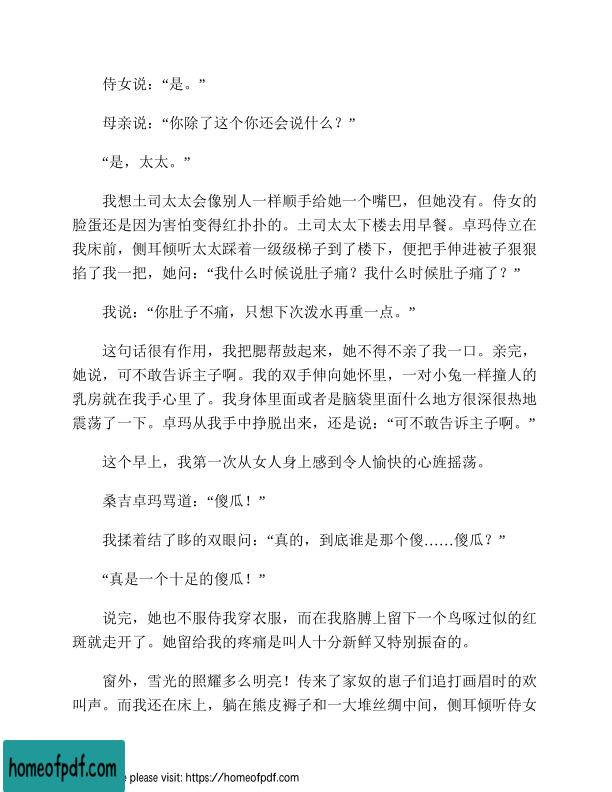 侍女说：“是。”
母亲说：“你除了这个你还会说什么？”
“是，太太。”
我想土司太太会像别人一样顺手给她一个嘴巴，但她没有。侍女的
脸蛋还是因为害怕变得红扑扑的。土司太太下楼去用早餐。卓玛侍立在
我床前，侧耳倾听太太踩着一级级梯子到了楼下，便把手伸进被子狠狠
掐了我一把，她问：“我什么时候说肚子痛？我什么时候肚子痛了？”
我说：“你肚子不痛，只想下次泼水再重一点。”
这句话很有作用，我把腮帮鼓起来，她不得不亲了我一口。亲完，
她说，可不敢告诉主子啊。我的双手伸向她怀里，一对小兔一样撞人的
乳房就在我手心里了。我身体里面或者是脑袋里面什么地方很深很热地
震荡了一下。卓玛从我手中挣脱出来，还是说：“可不敢告诉主子啊。”
这个早上，我第一次从女人身上感到令人愉快的心旌摇荡。
桑吉卓玛骂道：“傻瓜！”
我揉着结了眵的双眼问：“真的，到底谁是那个傻……傻瓜？”
“真是一个十足的傻瓜！”
说完，她也不服侍我穿衣服，而在我胳膊上留下一个鸟啄过似的红
斑就走开了。她留给我的疼痛是叫人十分新鲜又特别振奋的。
窗外，雪光的照耀多么明亮！传来了家奴的崽子们追打画眉时的欢
叫声。而我还在床上，躺在熊皮褥子和一大堆丝绸中间，侧耳倾听侍女
homeofpdf.com
please visit: https://homeofpdf.com